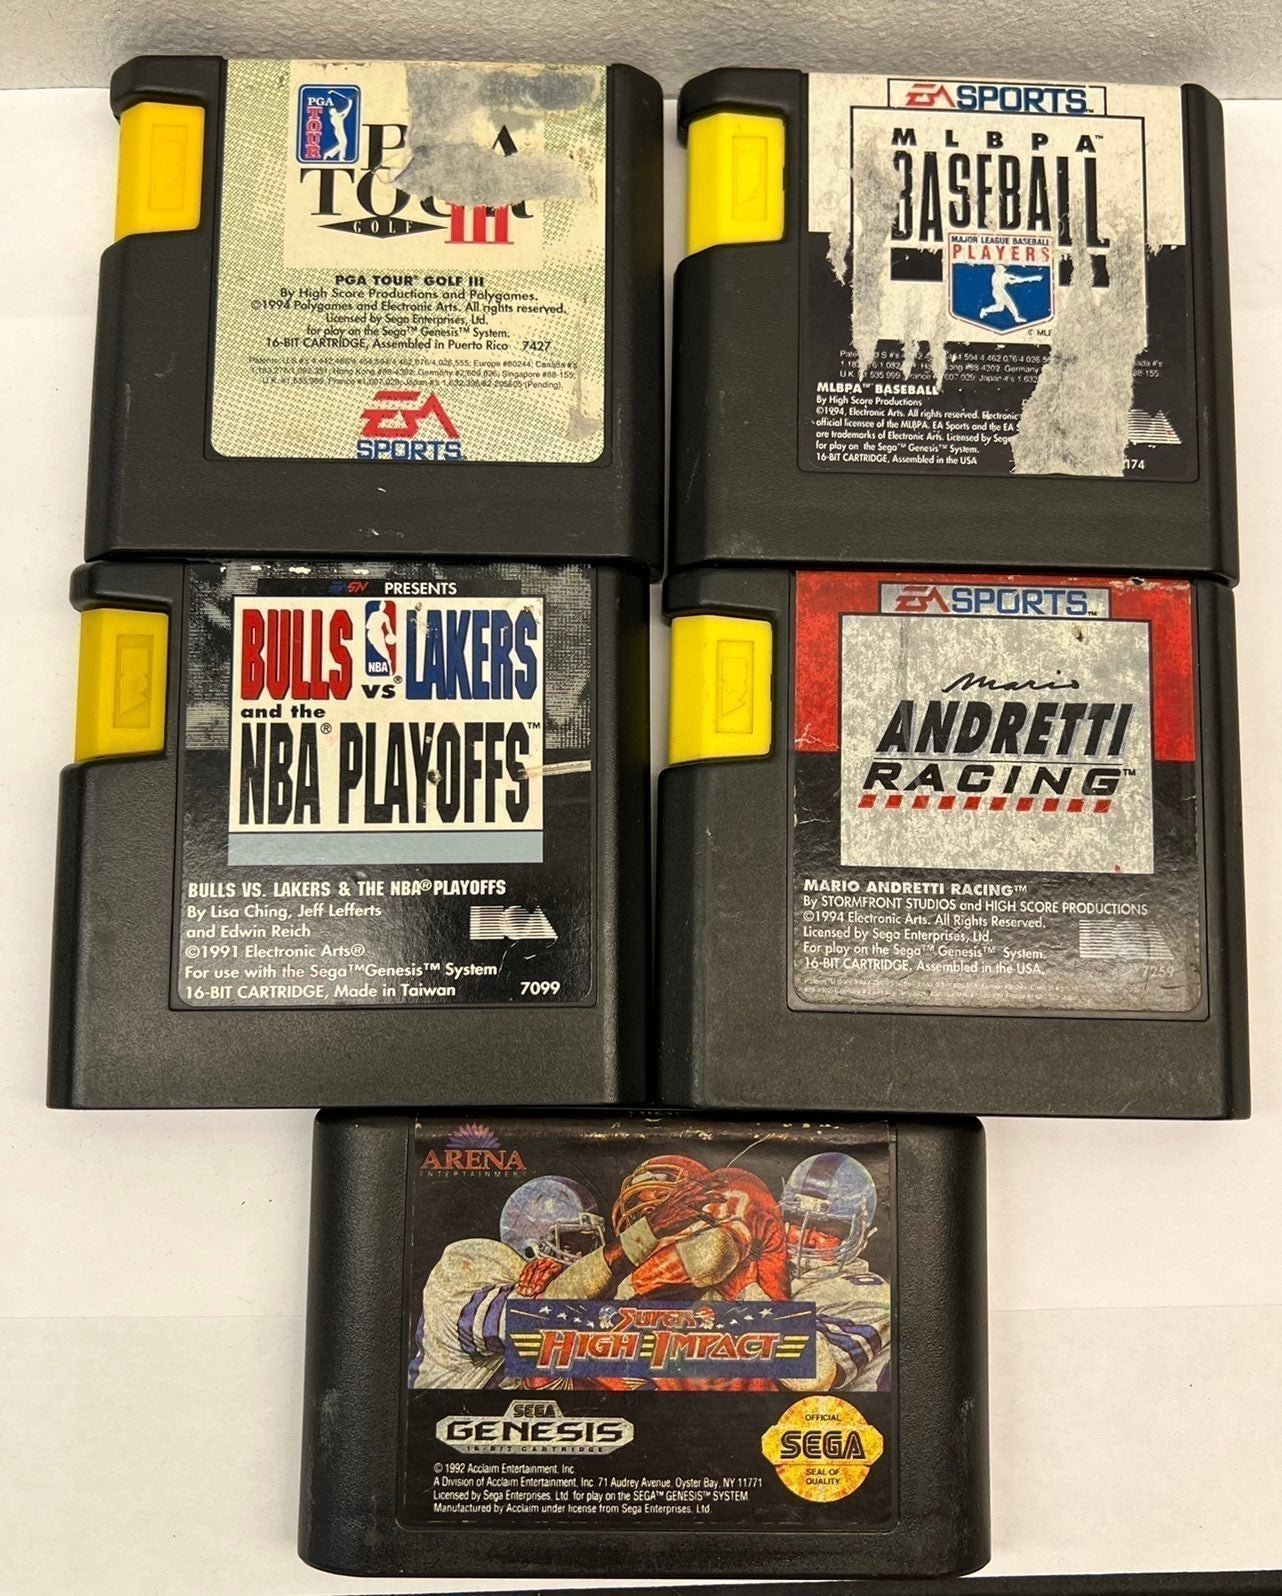 PGA
TOUR
TOUR
GOLF
III
PGA TOUR® GOLF III
By High Score Productions and Polygames.
©1994 Polygames and Electronic Arts. All rights reserved.
Licensed by Sega Enterprises, Ltd.
for play on the Sega™ Genesis™ System.
16-BIT CARTRIDGE, Assembled in Puerto Rico 7427
EA
SPORTS
EA SPORTS™
MLBPA™
BASEBALL
MAJOR LEAGUE BASEBALL
PLAYERS
MLBPA™ BASEBALL
By High Score Productions
©1994, Electronic Arts. All rights reserved. Electronic
official licensee of the MLBPA. EA Sports and the EA S
are trademarks of Electronic Arts. Licensed by Sega
for play on the Sega™ Genesis™ System.
16-BIT CARTRIDGE, Assembled in the USA
174
PRESENTS
BULLS VS LAKERS
NBA
and the
NBA® PLAYOFFS™
BULLS VS. LAKERS & THE NBA® PLAYOFFS
By Lisa Ching, Jeff Lefferts
and Edwin Reich
©1991 Electronic Arts®
For use with the Sega™Genesis™ System
16-BIT CARTRIDGE, Made in Taiwan 7099
EA
EA SPORTS™
Mario
ANDRETTI
RACING™
MARIO ANDRETTI RACING™
By STORMFRONT STUDIOS and HIGH SCORE PRODUCTIONS
©1994 Electronic Arts. All Rights Reserved.
Licensed by Sega Enterprises, Ltd.
For play on the Sega™ Genesis™ System.
16-BIT CARTRIDGE, Assembled in the USA.
7259
ARENA
ENTERTAINMENT
SUPER
HIGH IMPACT
SEGA
GENESIS
16-BIT CARTRIDGE
OFFICIAL
SEGA
SEAL OF
QUALITY
© 1992 Acclaim Entertainment, Inc
A Division of Acclaim Entertainment, Inc. 71 Audrey Avenue, Oyster Bay, NY 11771
Licensed by Sega Enterprises, Ltd. for play on the SEGA™ GENESIS™ SYSTEM.
Manufactured by Acclaim under license from Sega Enterprises, Ltd.